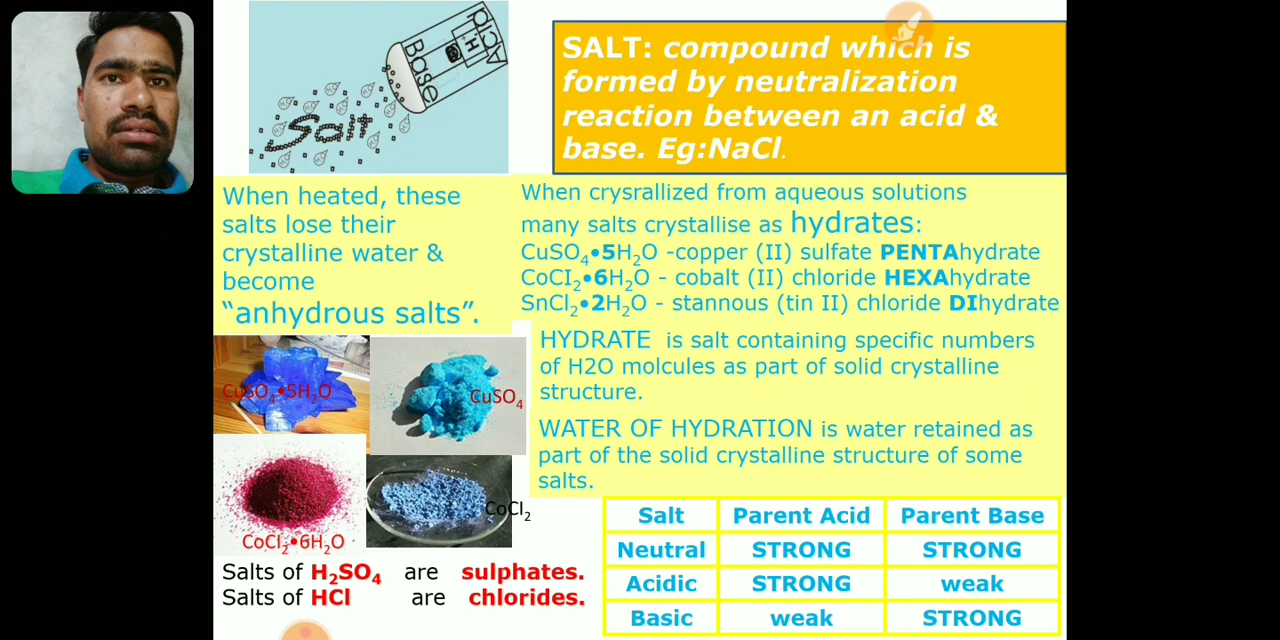 Acid
H
Base
Salt
SALT: compound which is
formed by neutralization
reaction between an acid &
base. Eg:NaCl.
When heated, these
salts lose their
crystalline water &
become
“anhydrous salts”.
When crysrallized from aqueous solutions
many salts crystallise as hydrates:
CuSO₄•5H₂O -copper (II) sulfate PENTAhydrate
CoCI₂•6H₂O - cobalt (II) chloride HEXAhydrate
SnCl₂•2H₂O - stannous (tin II) chloride DIhydrate
HYDRATE is salt containing specific numbers
of H2O molcules as part of solid crystalline
structure.
WATER OF HYDRATION is water retained as
part of the solid crystalline structure of some
salts.
CuSO₄•5H₂O
CuSO₄
CoCl₂•6H₂O
CoCl₂
Salts of H₂SO₄ are sulphates.
Salts of HCl are chlorides.
Salt Parent Acid Parent Base
Neutral STRONG STRONG
Acidic STRONG weak
Basic weak STRONG